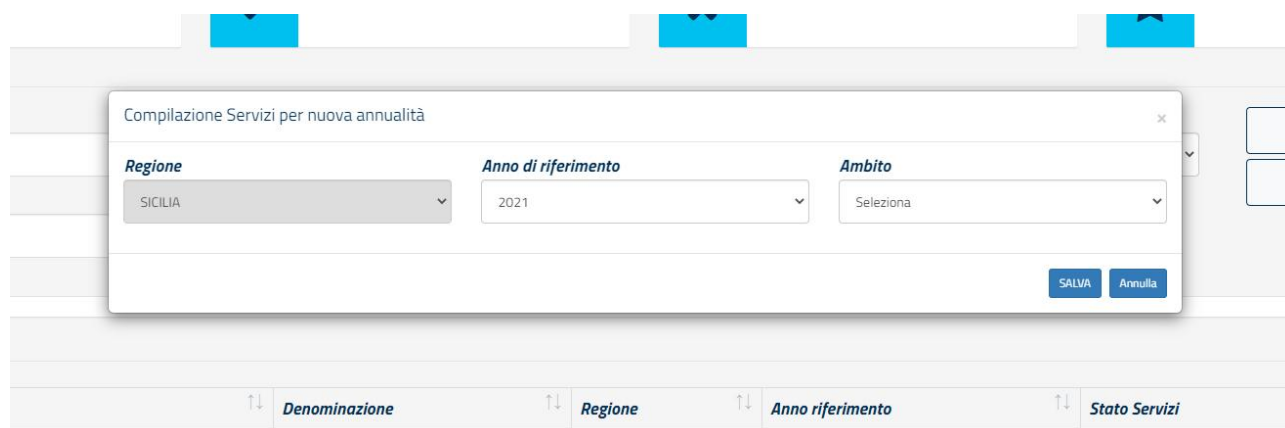 Compilazione Servizi per nuova annualità ×
Regione Anno di riferimento Ambito
SICILIA 2021 Seleziona
SALVA Annulla
Denominazione Regione Anno riferimento Stato Servizi